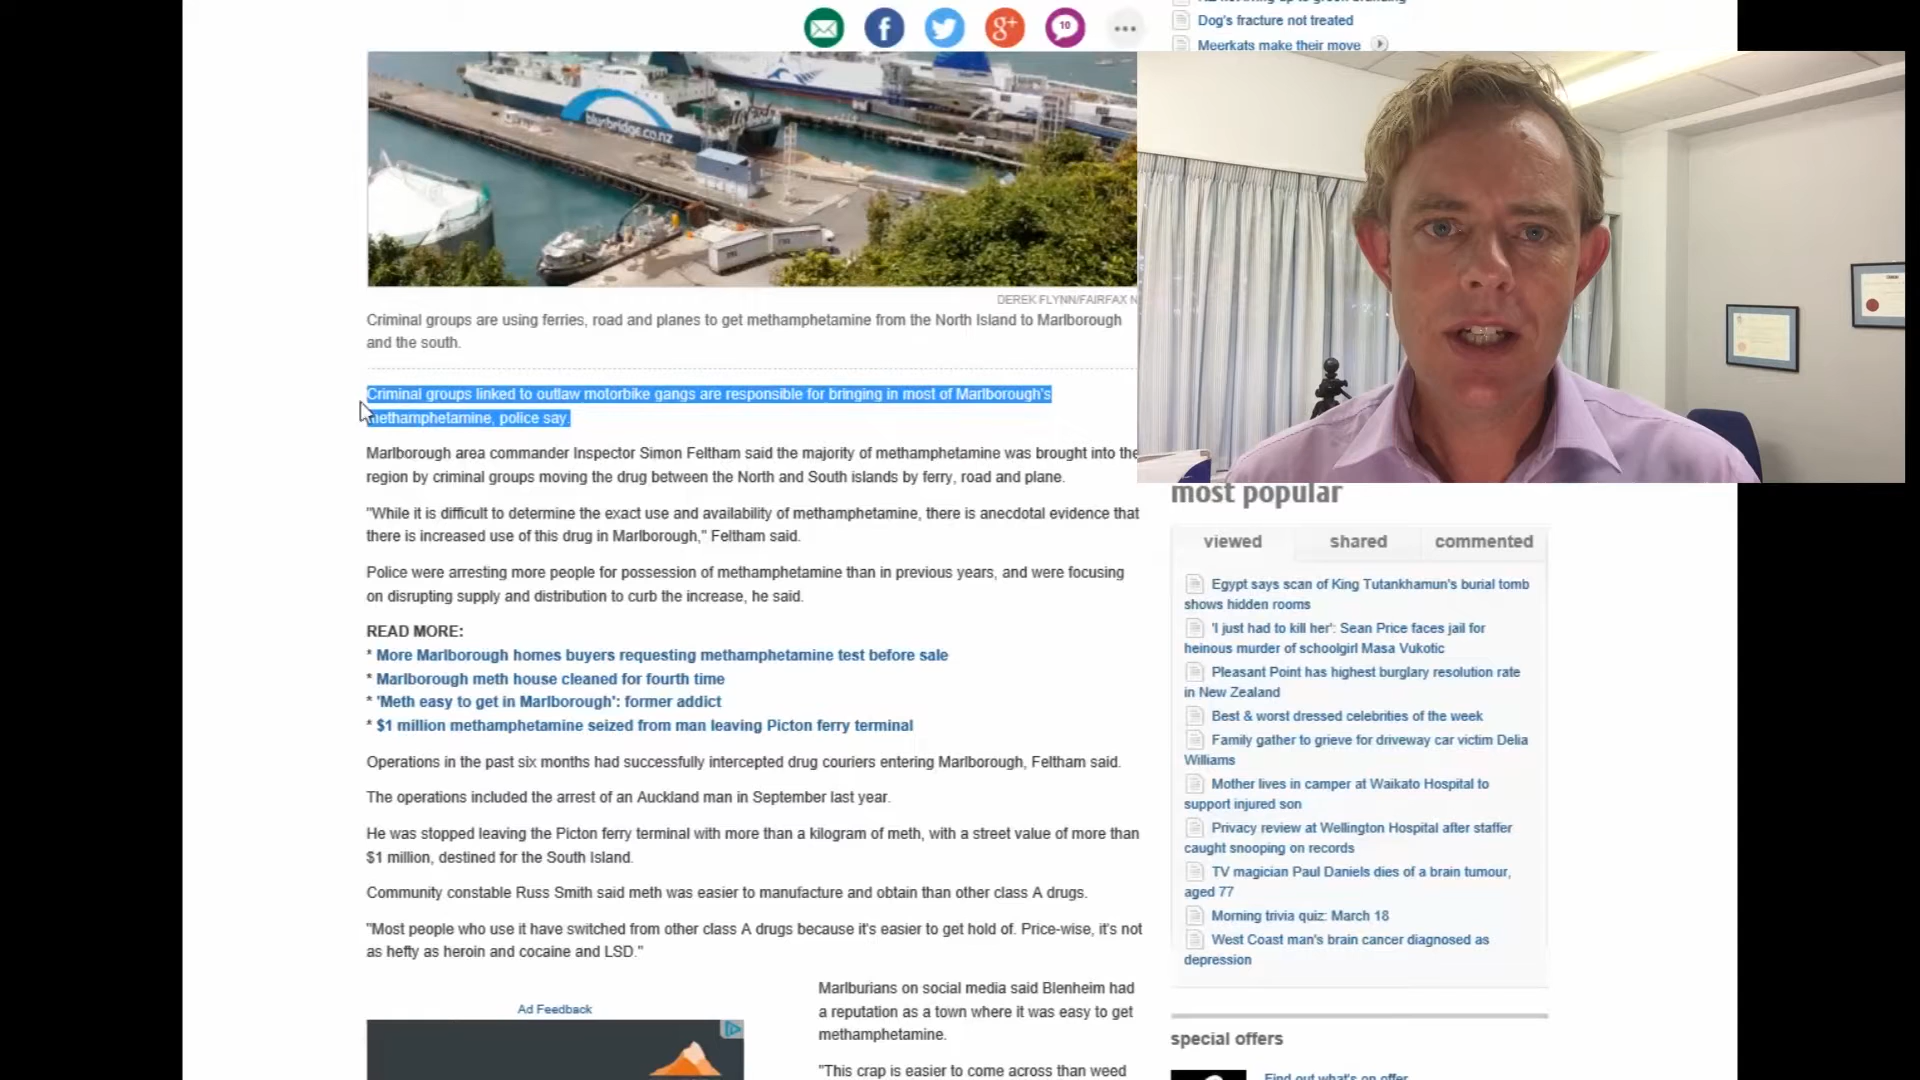 Dog's fracture not treated
10
Meerkats make their move
bluebridge.co.nz
DEREK FLYNN/FAIRFAX N
Criminal groups are using ferries, road and planes to get methamphetamine from the North Island to Marlborough
and the south.
Criminal groups linked to outlaw motorbike gangs are responsible for bringing in most of Marlborough's
methamphetamine, police say.
Marlborough area commander Inspector Simon Feltham said the majority of methamphetamine was brought into the
region by criminal groups moving the drug between the North and South islands by ferry, road and plane.
"While it is difficult to determine the exact use and availability of methamphetamine, there is anecdotal evidence that
there is increased use of this drug in Marlborough," Feltham said.
Police were arresting more people for possession of methamphetamine than in previous years, and were focusing
on disrupting supply and distribution to curb the increase, he said.
READ MORE:
* More Marlborough homes buyers requesting methamphetamine test before sale
* Marlborough meth house cleaned for fourth time
* 'Meth easy to get in Marlborough': former addict
* $1 million methamphetamine seized from man leaving Picton ferry terminal
Operations in the past six months had successfully intercepted drug couriers entering Marlborough, Feltham said.
The operations included the arrest of an Auckland man in September last year.
He was stopped leaving the Picton ferry terminal with more than a kilogram of meth, with a street value of more than
$1 million, destined for the South Island.
Community constable Russ Smith said meth was easier to manufacture and obtain than other class A drugs.
"Most people who use it have switched from other class A drugs because it's easier to get hold of. Price-wise, it's not
as hefty as heroin and cocaine and LSD."
Ad Feedback
Marlburians on social media said Blenheim had
a reputation as a town where it was easy to get
methamphetamine.
"This crap is easier to come across than weed
most popular
viewed shared commented
Egypt says scan of King Tutankhamun's burial tomb
shows hidden rooms
'I just had to kill her': Sean Price faces jail for
heinous murder of schoolgirl Masa Vukotic
Pleasant Point has highest burglary resolution rate
in New Zealand
Best & worst dressed celebrities of the week
Family gather to grieve for driveway car victim Delia
Williams
Mother lives in camper at Waikato Hospital to
support injured son
Privacy review at Wellington Hospital after staffer
caught snooping on records
TV magician Paul Daniels dies of a brain tumour,
aged 77
Morning trivia quiz: March 18
West Coast man's brain cancer diagnosed as
depression
special offers
Find out what's on offer